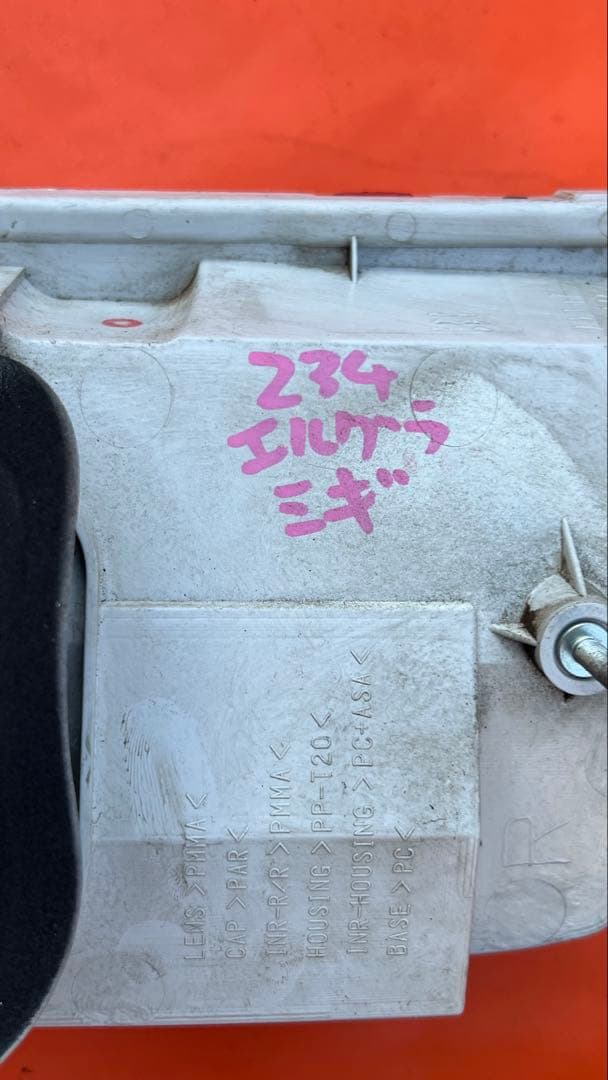 234
エルグラ
ミギ
LENS >PMMA<
CAP >PAR<
INR-R/R >PMMA<
HOUSING >PP-T20<
INR-HOUSING >PC+ASA<
BASE >PC<
R